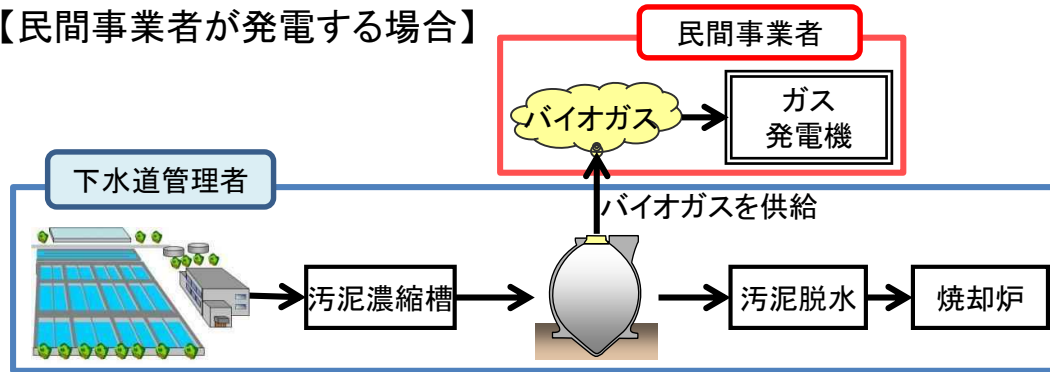 【民間事業者が発電する場合】
民間事業者
バイオガス
ガス
発電機
下水道管理者
バイオガスを供給
汚泥濃縮槽
汚泥脱水
焼却炉